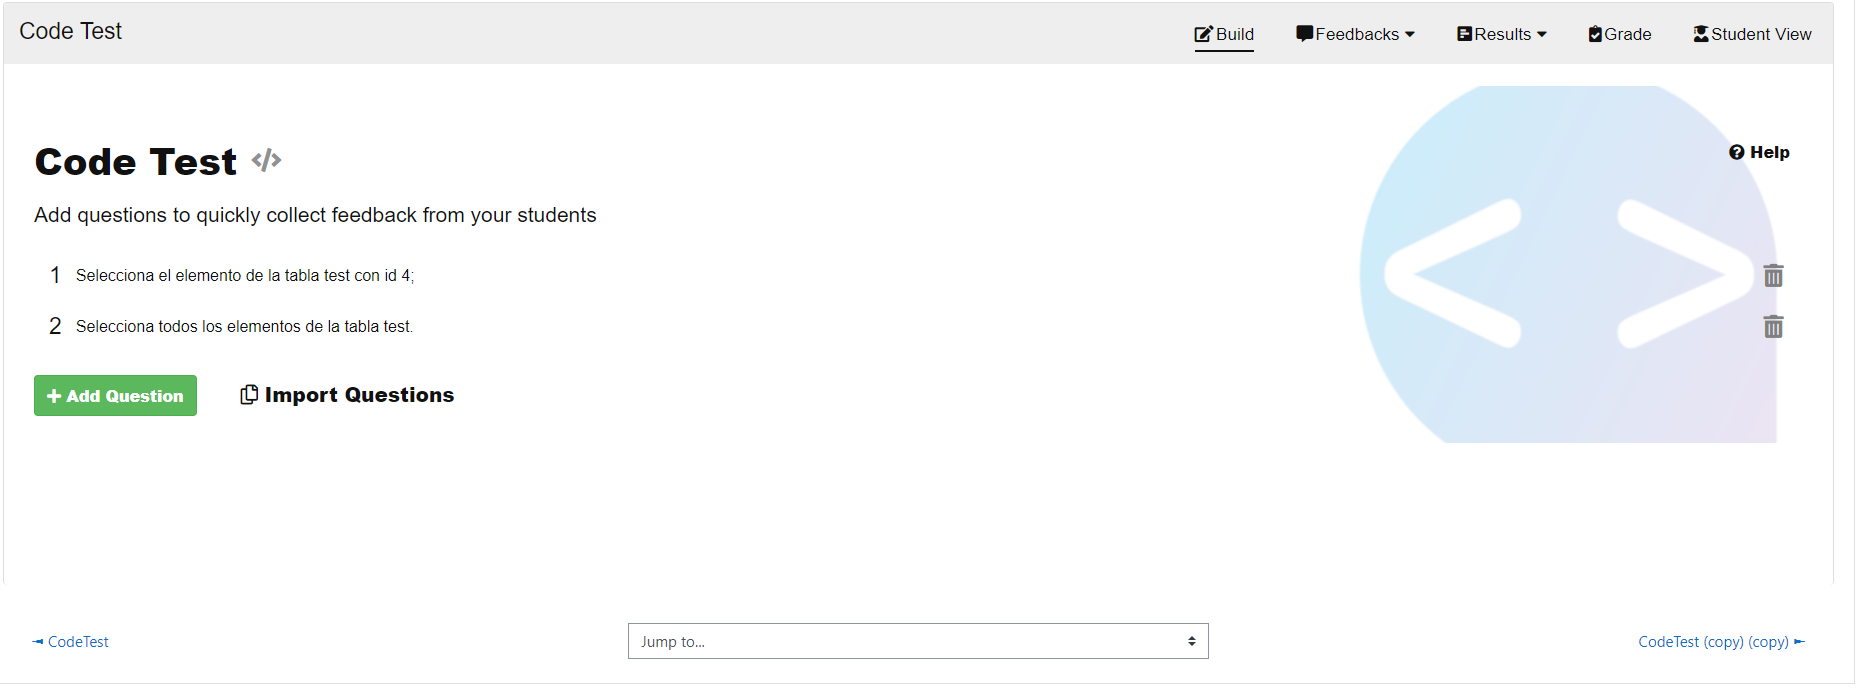 Code Test
Build Feedbacks Results Grade Student View
Code Test </>
Help
Add questions to quickly collect feedback from your students
1 Selecciona el elemento de la tabla test con id 4;
2 Selecciona todos los elementos de la tabla test.
+ Add Question
Import Questions
◄ CodeTest
Jump to...
CodeTest (copy) (copy) ►